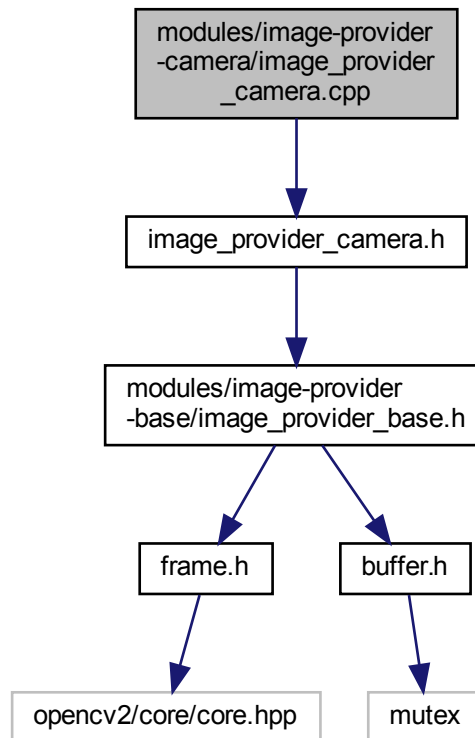 modules/image-provider
-camera/image_provider
_camera.cpp
image_provider_camera.h
modules/image-provider
-base/image_provider_base.h
frame.h
buffer.h
opencv2/core/core.hpp
mutex